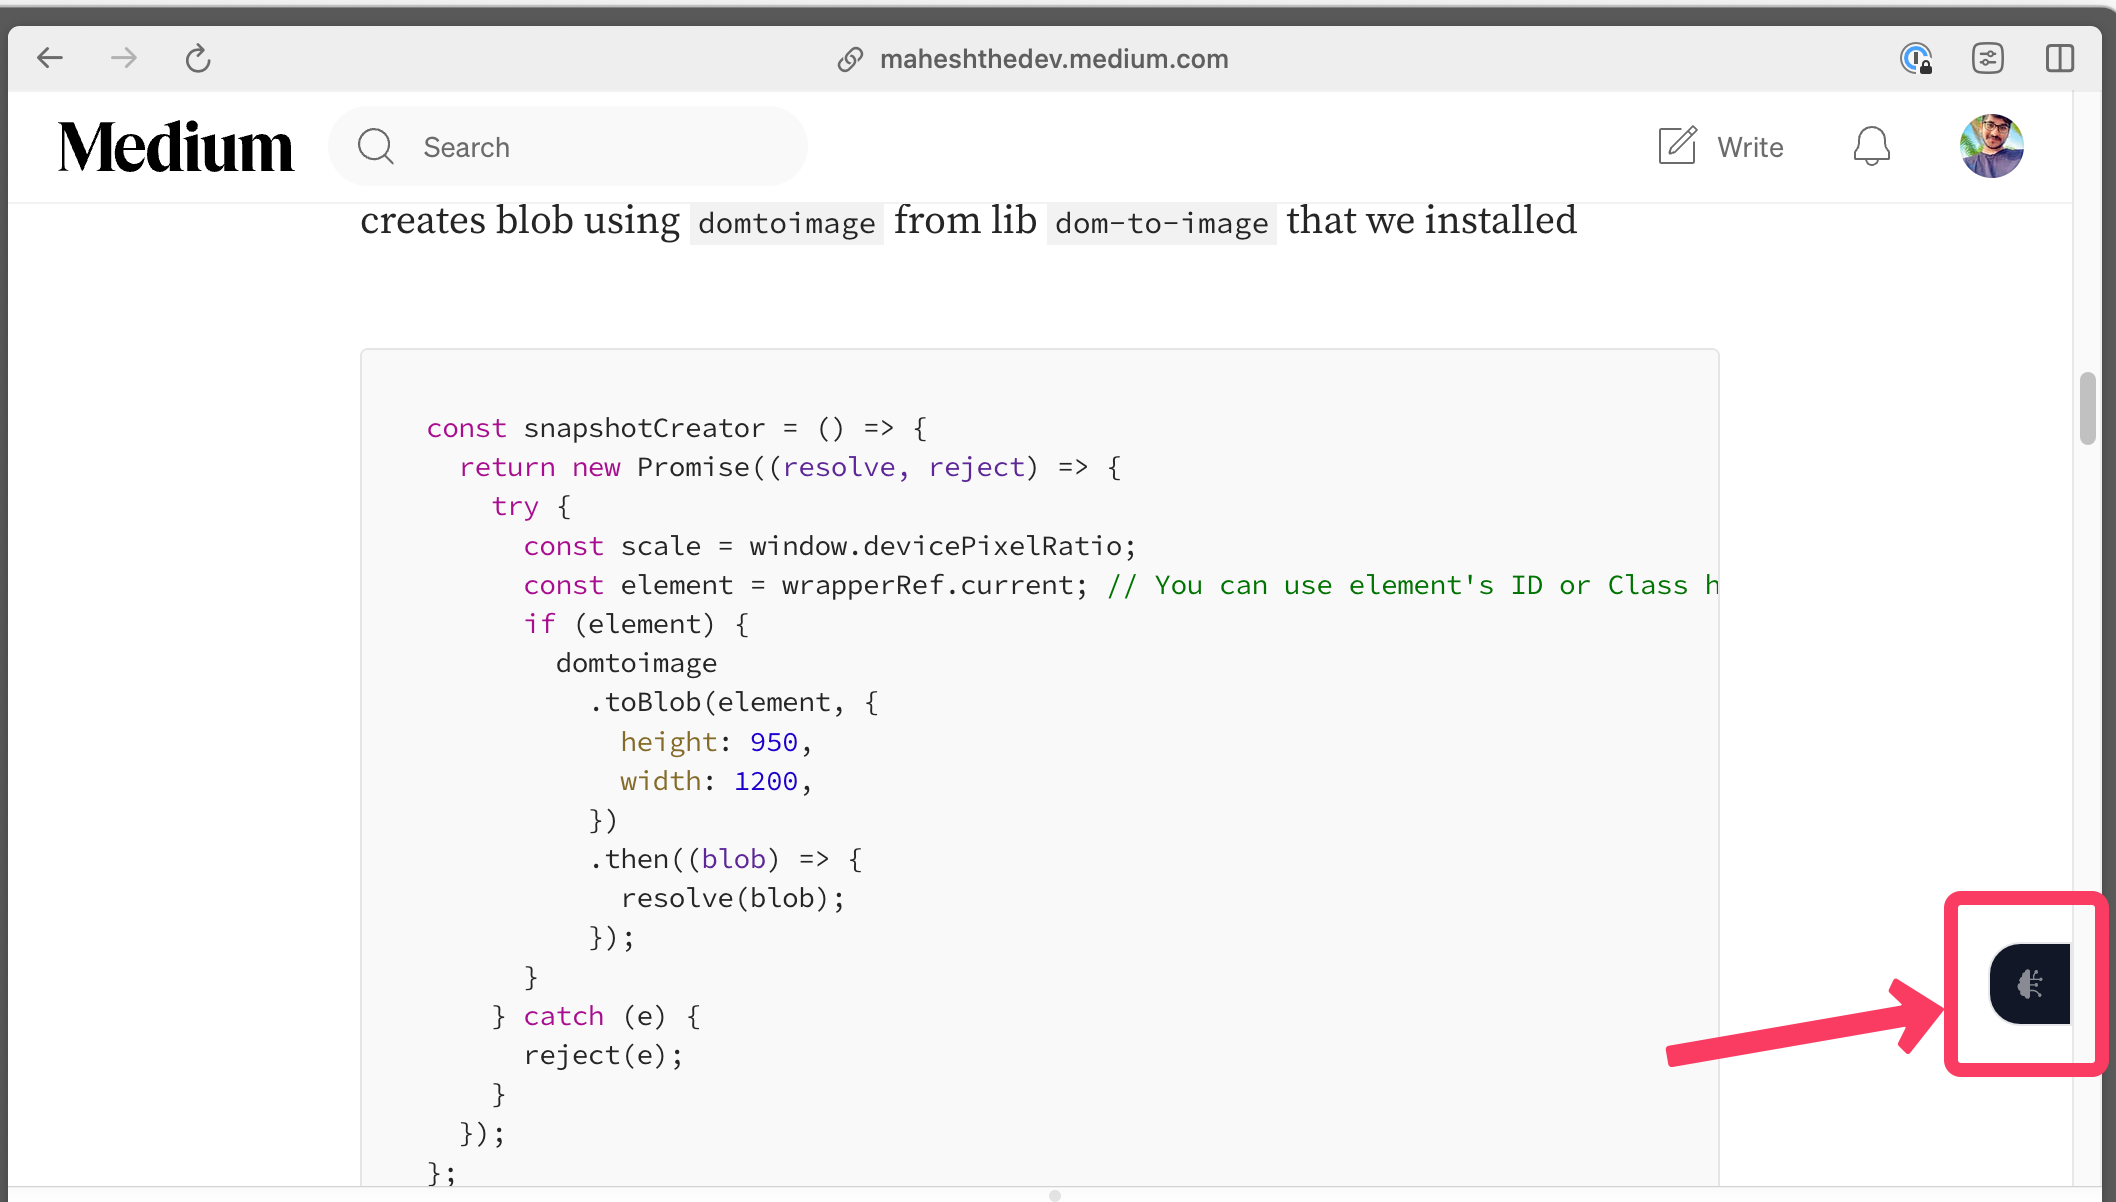 maheshthedev.medium.com
Medium
Search
Write
creates blob using domtoimage from lib dom-to-image that we installed
const snapshotCreator = () => {
return new Promise((resolve, reject) => {
try {
const scale = window.devicePixelRatio;
const element = wrapperRef.current; // You can use element's ID or Class h
if (element) {
domtoimage
.toBlob(element, {
height: 950,
width: 1200,
})
.then((blob) => {
resolve(blob);
});
}
} catch (e) {
reject(e);
}
});
};